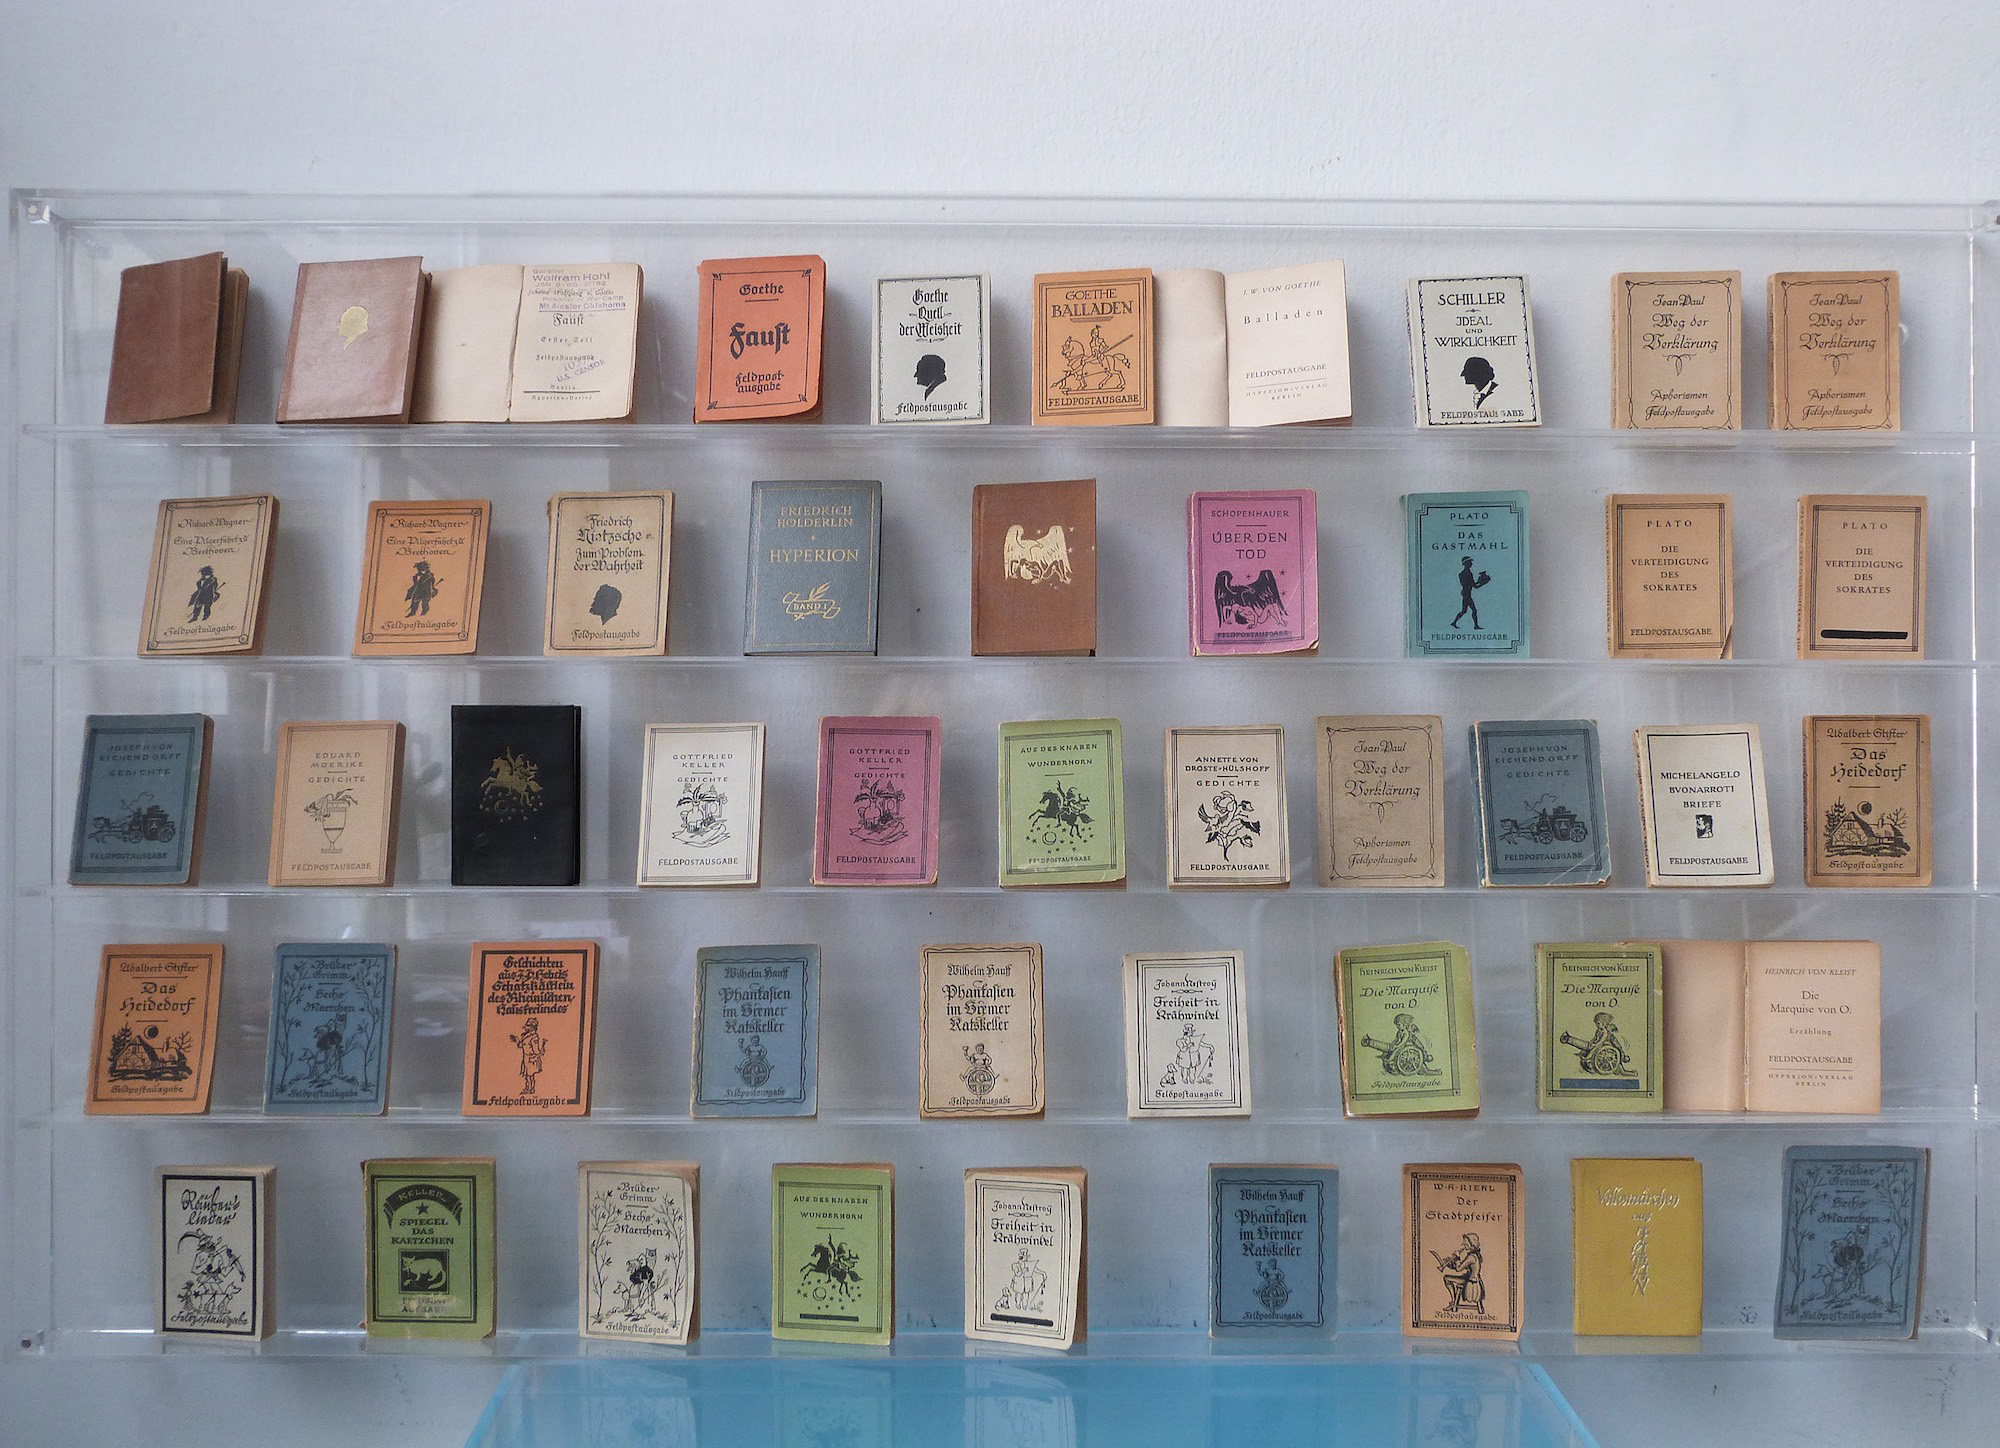 Wolfram Hohl
Mc Alester Oklahoma
Faust
Erster Teil
Feldpostausgabe
U.S. CENSOR
Berlin
Hyperion-Verlag
Goethe
Faust
Feldpost-
ausgabe
Goethe
Quell
der Weisheit
Feldpostausgabe
GOETHE
BALLADEN
FELDPOSTAUSGABE
J. W. VON GOETHE
Balladen
FELDPOSTAUSGABE
HYPERION-VERLAG
BERLIN
SCHILLER
IDEAL
UND
WIRKLICHKEIT
FELDPOSTAUSGABE
Jean Paul
Weg der
Verklärung
Aphorismen
Feldpostausgabe
Jean Paul
Weg der
Verklärung
Aphorismen
Feldpostausgabe
Richard Wagner
Eine Pilgerfahrt zu
Beethoven
Feldpostausgabe
Richard Wagner
Eine Pilgerfahrt zu
Beethoven
Feldpostausgabe
Friedrich
Nietzsche
Zum Problem
der Wahrheit
Feldpostausgabe
FRIEDRICH
HÖLDERLIN
HYPERION
BAND I
SCHOPENHAUER
ÜBER DEN
TOD
FELDPOSTAUSGABE
PLATO
DAS
GASTMAHL
FELDPOSTAUSGABE
PLATO
DIE
VERTEIDIGUNG
DES
SOKRATES
FELDPOSTAUSGABE
PLATO
DIE
VERTEIDIGUNG
DES
SOKRATES
JOSEPH VON
EICHENDORFF
GEDICHTE
FELDPOSTAUSGABE
EDUARD
MOERIKE
GEDICHTE
FELDPOSTAUSGABE
GOTTFRIED
KELLER
GEDICHTE
FELDPOSTAUSGABE
GOTTFRIED
KELLER
GEDICHTE
FELDPOSTAUSGABE
AUS DES KNABEN
WUNDERHORN
FELDPOSTAUSGABE
ANNETTE VON
DROSTE-HÜLSHOFF
GEDICHTE
FELDPOSTAUSGABE
Jean Paul
Weg der
Verklärung
Aphorismen
Feldpostausgabe
JOSEPH VON
EICHENDORFF
GEDICHTE
FELDPOSTAUSGABE
MICHELANGELO
BVONARROTI
BRIEFE
FELDPOSTAUSGABE
Adalbert Stifter
Das
Heidedorf
Feldpostausgabe
Adalbert Stifter
Das
Heidedorf
Feldpostausgabe
Brüder
Grimm
Sechs
Maerchen
Feldpostausgabe
Geschichten
aus J. P. Hebels
Schatzkästlein
des Rheinischen
Hausfreundes
Feldpostausgabe
Wilhelm Hauff
Phantasien
im Bremer
Ratskeller
Feldpostausgabe
Wilhelm Hauff
Phantasien
im Bremer
Ratskeller
Feldpostausgabe
Johann Nestroy
Freiheit in
Krähwinkel
Feldpostausgabe
HEINRICH VON KLEIST
Die Marquise
von O.
Feldpostausgabe
HEINRICH VON KLEIST
Die Marquise
von O.
HEINRICH VON KLEIST
Die
Marquise von O.
Erzählung
FELDPOSTAUSGABE
HYPERION-VERLAG
BERLIN
Räuber-
lieder
Feldpostausgabe
KELLER
SPIEGEL
DAS
KAETZCHEN
Brüder
Grimm
Sechs
Maerchen
Feldpostausgabe
AUS DES KNABEN
WUNDERHORN
Johann Nestroy
Freiheit in
Krähwinkel
Wilhelm Hauff
Phantasien
im Bremer
Ratskeller
Feldpostausgabe
W. H. RIEHL
Der
Stadtpfeifer
Feldpostausgabe
Volksmärchen
aus
JAPAN
Brüder
Grimm
Sechs
Maerchen
Feldpostausgabe